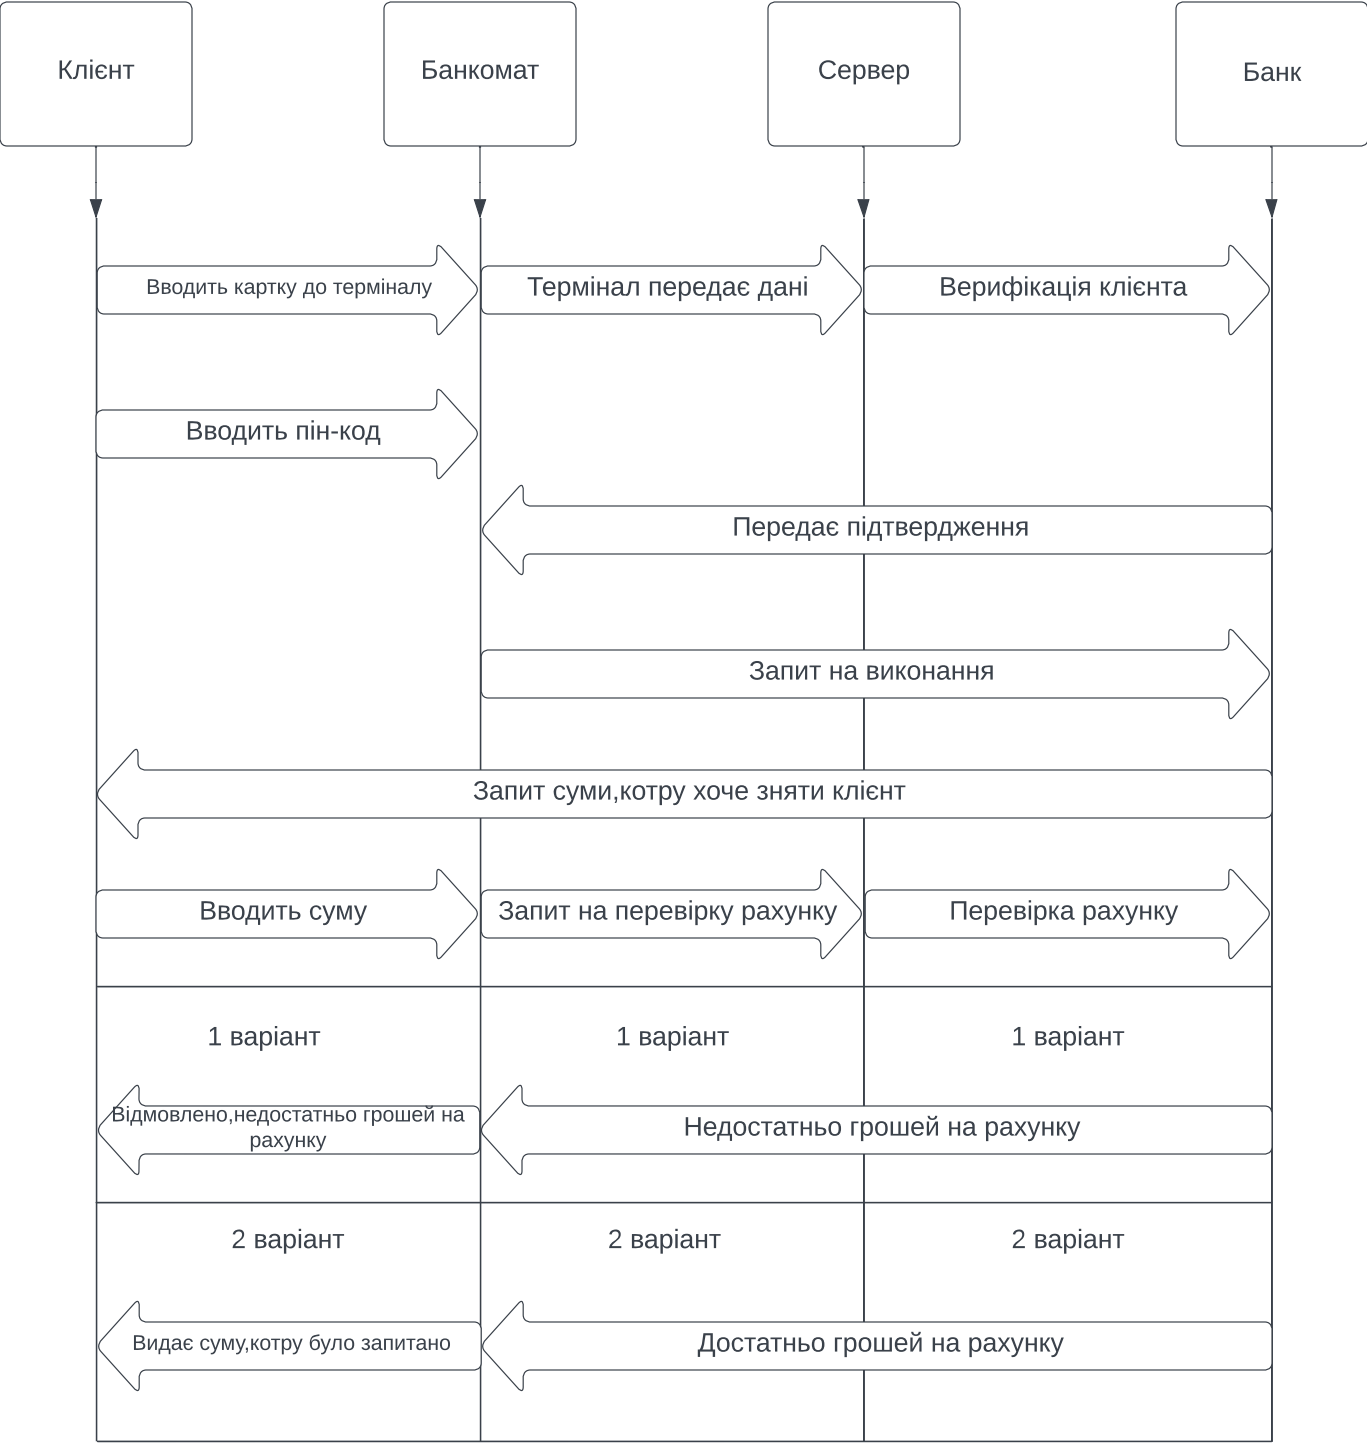 Клієнт
Банкомат
Сервер
Банк
Вводить картку до терміналу
Термінал передає дані
Верифікація клієнта
Вводить пін-код
Передає підтвердження
Запит на виконання
Запит суми,котру хоче зняти клієнт
Вводить суму
Запит на перевірку рахунку
Перевірка рахунку
1 варіант
1 варіант
1 варіант
Відмовлено,недостатньо грошей на
рахунку
Недостатньо грошей на рахунку
2 варіант
2 варіант
2 варіант
Видає суму,котру було запитано
Достатньо грошей на рахунку